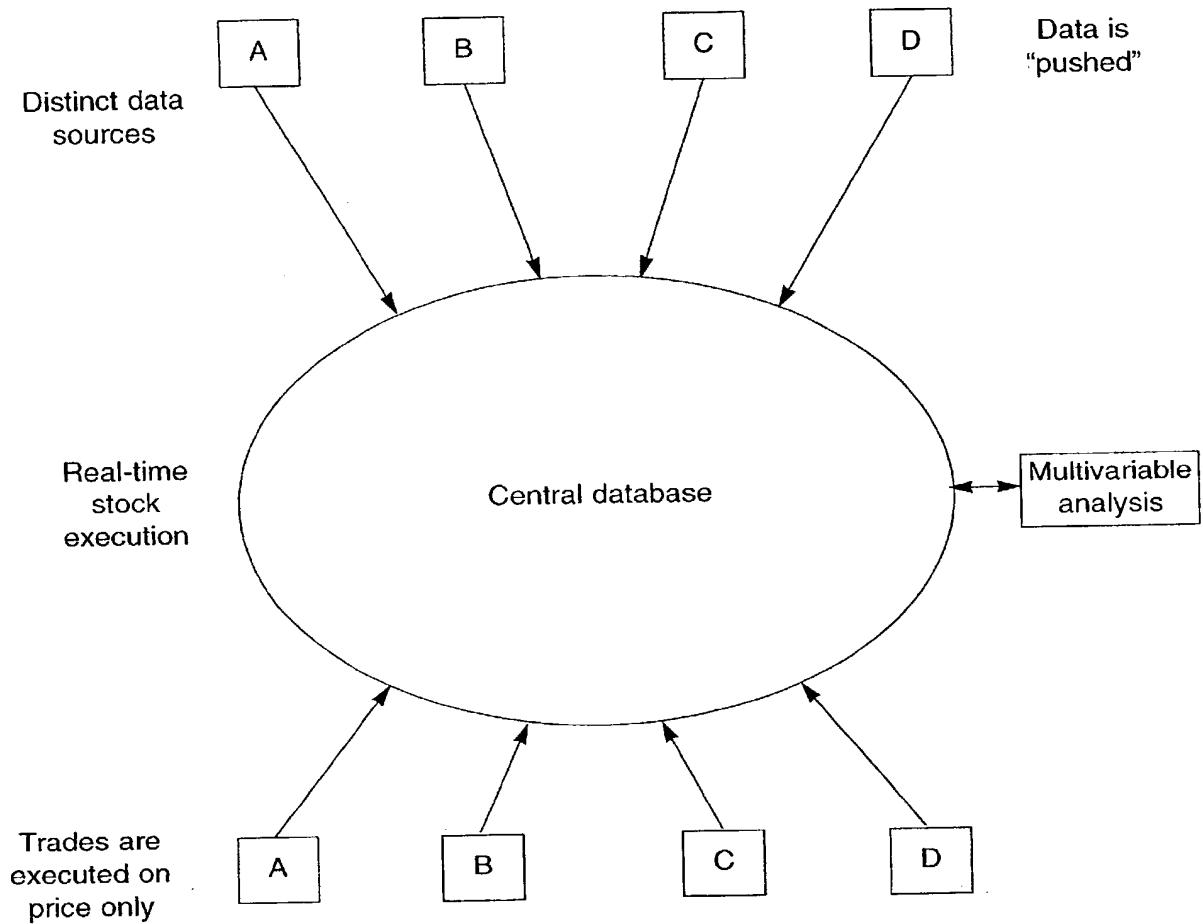 A
B
C
D
Data is
“pushed”
Distinct data
sources
Real-time
stock
execution
Central database
Multivariable
analysis
Trades are
executed on
price only
A
B
C
D